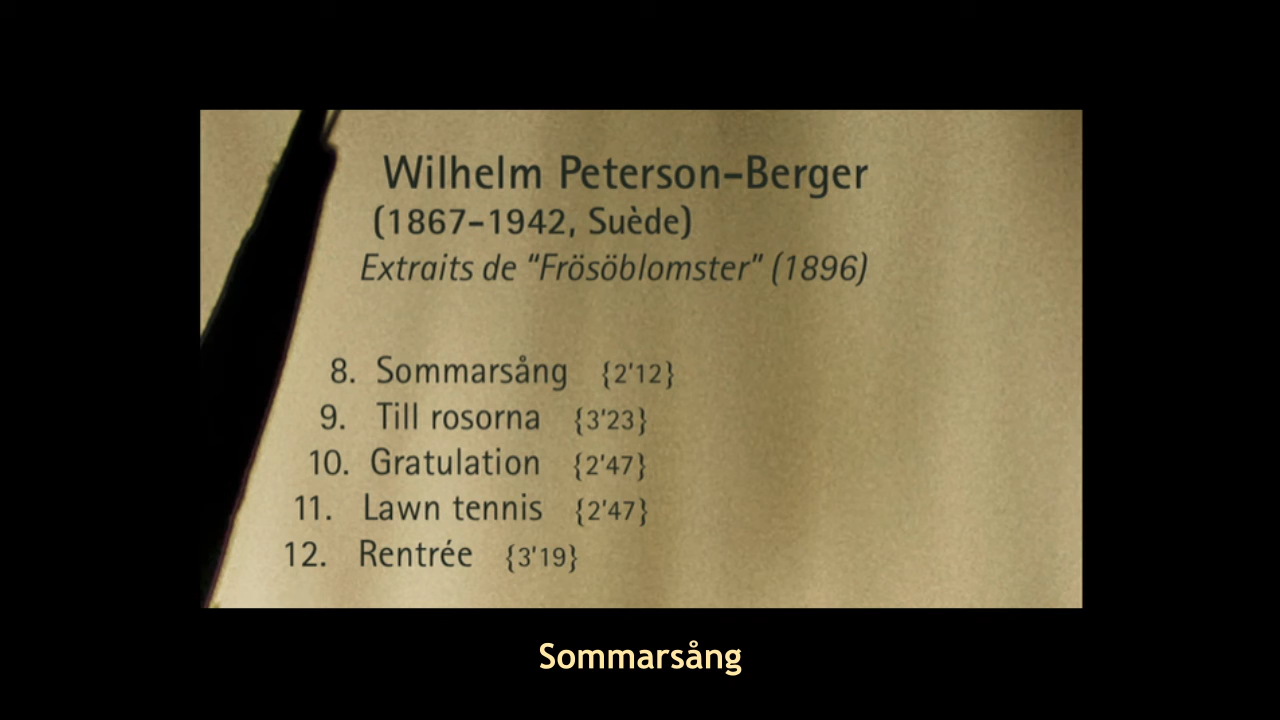 Wilhelm Peterson-Berger
(1867-1942, Suède)
Extraits de "Frösöblomster" (1896)
8. Sommarsång {2'12}
9. Till rosorna {3'23}
10. Gratulation {2'47}
11. Lawn tennis {2'47}
12. Rentrée {3'19}
Sommarsång